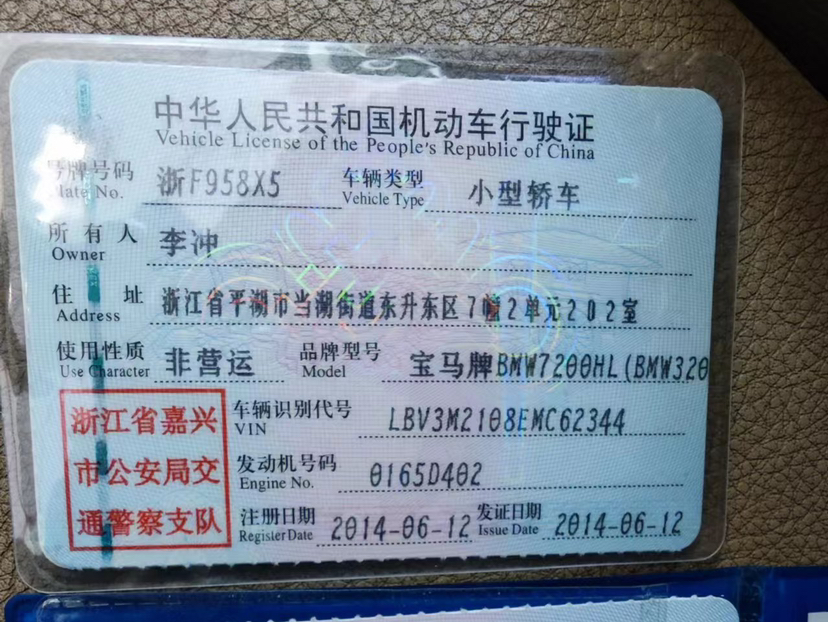 中华人民共和国机动车行驶证
Vehicle License of the People's Republic of China
号牌号码 浙F958X5 车辆类型 小型轿车
Plate No. Vehicle Type
所有人 李冲
Owner
住址 浙江省平湖市当湖街道东升东区7幢2单元202室
Address
使用性质 非营运 品牌型号 宝马牌BMW7200HL(BMW320
Use Character Model
浙江省嘉兴
市公安局交
通警察支队
车辆识别代号 LBV3M2108EMC62344
VIN
发动机号码 0165D402
Engine No.
注册日期 2014-06-12 发证日期 2014-06-12
Register Date Issue Date